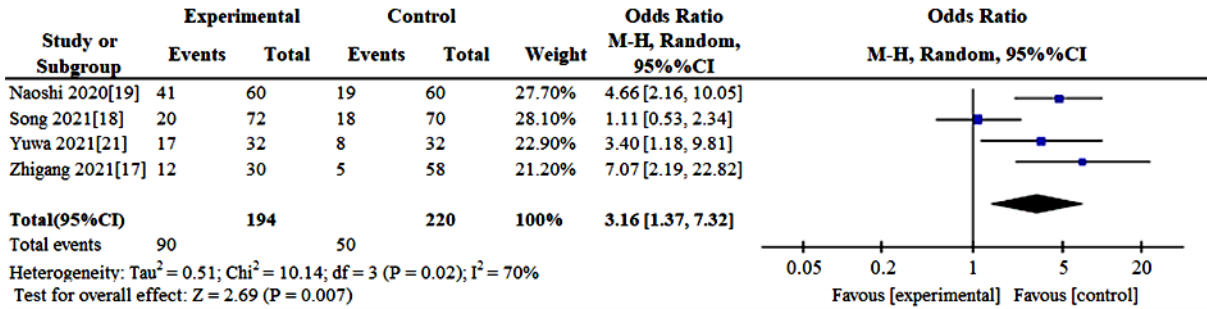 Experimental Control Odds Ratio Odds Ratio
Study or Subgroup Events Total Events Total Weight M-H, Random, 95%%CI M-H, Random, 95%%CI
Naoshi 2020[19] 41 60 19 60 27.70% 4.66 [2.16, 10.05]
Song 2021[18] 20 72 18 70 28.10% 1.11 [0.53, 2.34]
Yuwa 2021[21] 17 32 8 32 22.90% 3.40 [1.18, 9.81]
Zhigang 2021[17] 12 30 5 58 21.20% 7.07 [2.19, 22.82]
Total(95%CI) 194 220 100% 3.16 [1.37, 7.32]
Total events 90 50
Heterogeneity: Tau² = 0.51; Chi² = 10.14; df = 3 (P = 0.02); I² = 70%
Test for overall effect: Z = 2.69 (P = 0.007)
0.05 0.2 1 5 20
Favous [experimental] Favous [control]